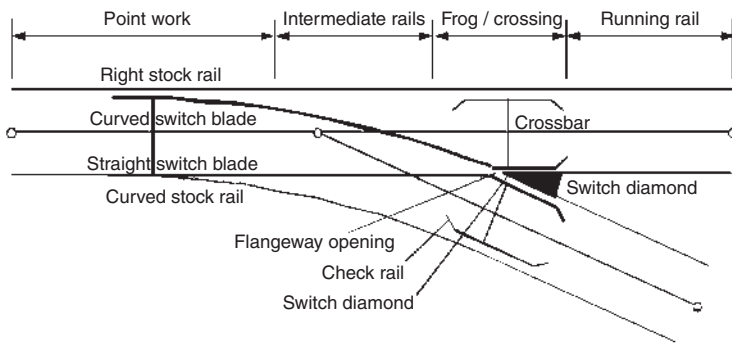 Point work
Intermediate rails
Frog / crossing
Running rail
Right stock rail
Curved switch blade
Crossbar
Straight switch blade
Switch diamond
Curved stock rail
Flangeway opening
Check rail
Switch diamond